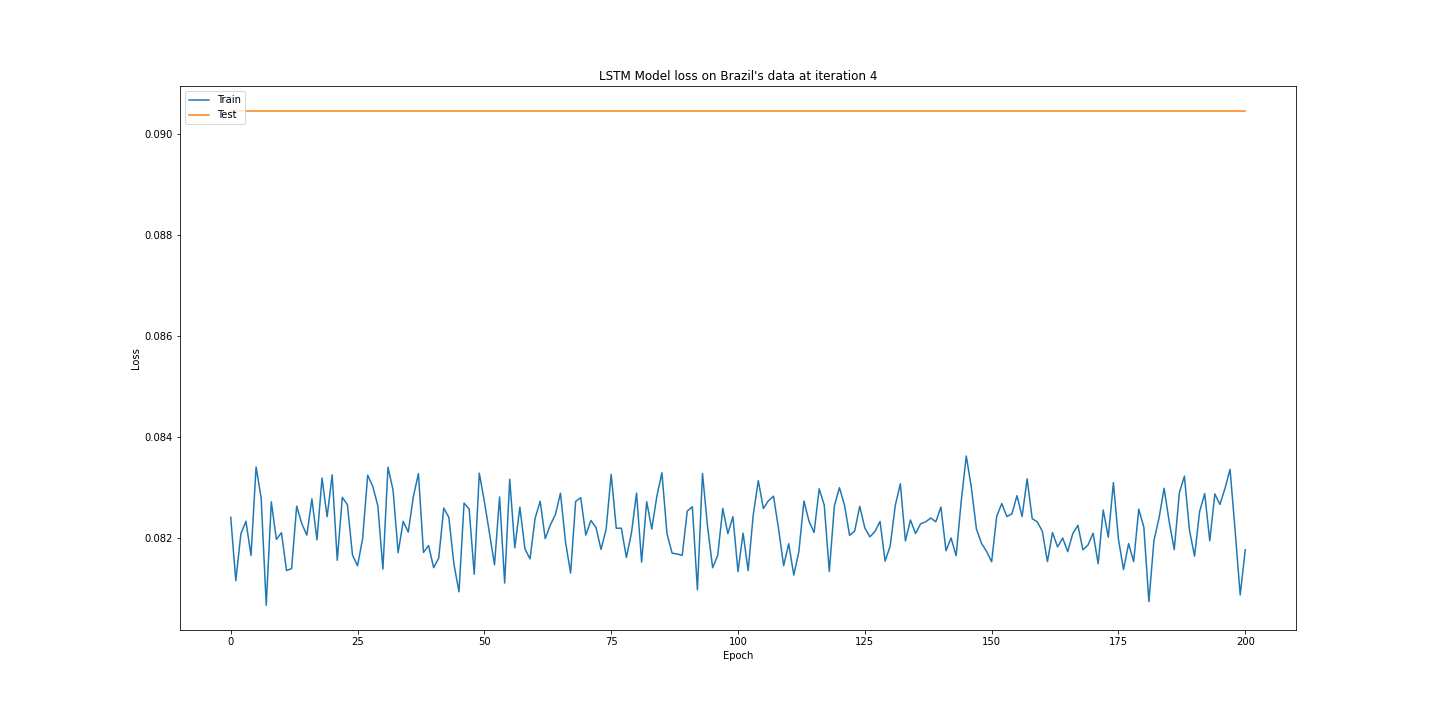 LSTM Model loss on Brazil's data at iteration 4
Train
Test
0.090
0.088
0.086
0.084
0.082
Loss
0 25 50 75 100 125 150 175 200
Epoch